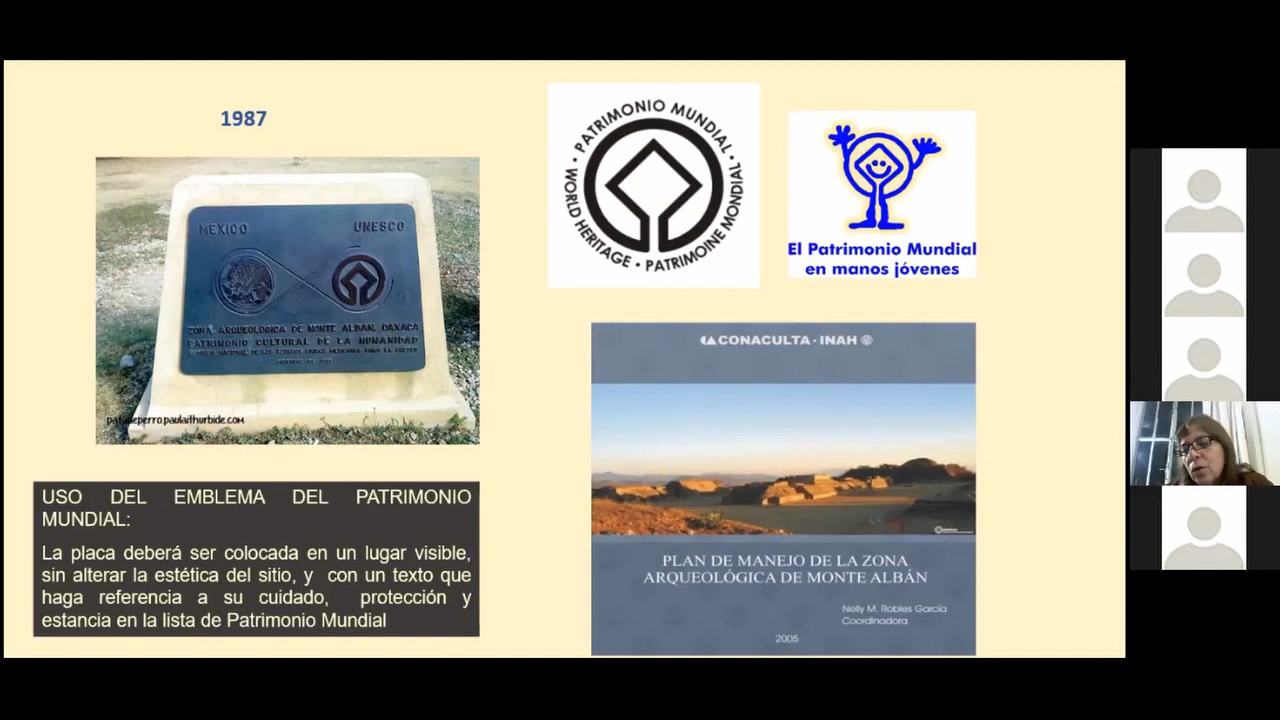 1987
MEXICO UNESCO
ZONA ARQUEOLOGICA DE MONTE ALBAN, OAXACA
PATRIMONIO CULTURAL DE LA HUMANIDAD
patadeperro.paulaithurbide.com
USO DEL EMBLEMA DEL PATRIMONIO
MUNDIAL:
La placa deberá ser colocada en un lugar visible,
sin alterar la estética del sitio, y con un texto que
haga referencia a su cuidado, protección y
estancia en la lista de Patrimonio Mundial
• PATRIMONIO MUNDIAL •
WORLD HERITAGE • PATRIMOINE MONDIAL
El Patrimonio Mundial
en manos jóvenes
CONACULTA · INAH
PLAN DE MANEJO DE LA ZONA
ARQUEOLÓGICA DE MONTE ALBÁN
Nelly M. Robles García
Coordinadora
2005